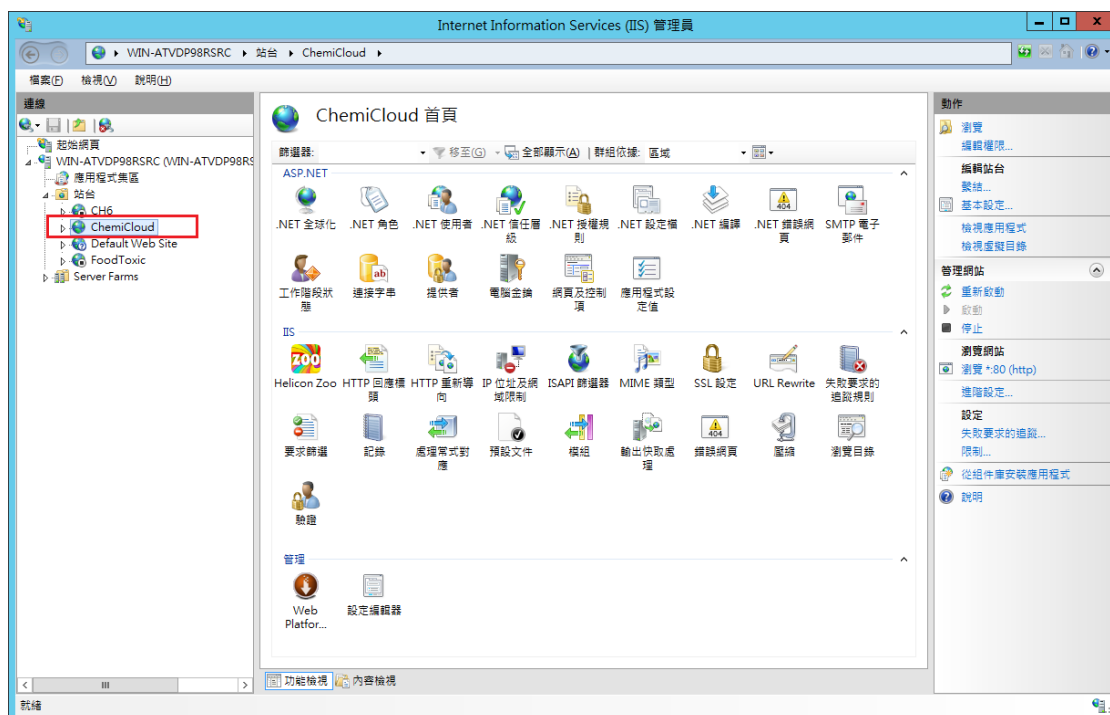 Internet Information Services (IIS) 管理員
WIN-ATVDP98RSRC 站台 ChemiCloud
檔案(F) 檢視(V) 說明(H)
連線
起始網頁
WIN-ATVDP98RSRC (WIN-ATVDP98RS
應用程式集區
站台
CH6
ChemiCloud
Default Web Site
FoodToxic
Server Farms
ChemiCloud 首頁
篩選器: 移至(G) 全部顯示(A) 群組依據: 區域
ASP.NET
.NET 全球化 .NET 角色 .NET 使用者 .NET 信任層級 .NET 授權規則 .NET 設定檔 .NET 編譯 .NET 錯誤網頁 SMTP 電子郵件
工作階段狀態 連接字串 提供者 電腦金鑰 網頁及控制項 應用程式設定值
IIS
Helicon Zoo HTTP 回應標頭 HTTP 重新導向 IP 位址及網域限制 ISAPI 篩選器 MIME 類型 SSL 設定 URL Rewrite 失敗要求的追蹤規則
要求篩選 記錄 處理常式對應 預設文件 模組 輸出快取處理 錯誤網頁 壓縮 瀏覽目錄
驗證
管理
Web Platfor... 設定編輯器
功能檢視 內容檢視
動作
瀏覽
編輯權限...
編輯站台
繫結...
基本設定...
檢視應用程式
檢視虛擬目錄
管理網站
重新啟動
啟動
停止
瀏覽網站
瀏覽 *:80 (http)
進階設定...
設定
失敗要求的追蹤...
限制...
從組件庫安裝應用程式
說明
就緒